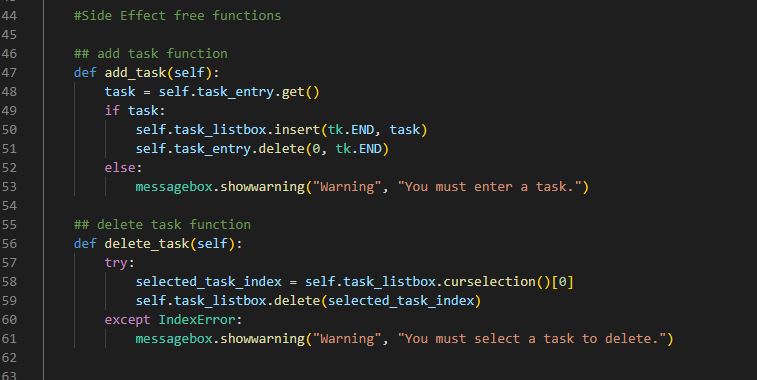 44 #Side Effect free functions
45
46 ## add task function
47 def add_task(self):
48 task = self.task_entry.get()
49 if task:
50 self.task_listbox.insert(tk.END, task)
51 self.task_entry.delete(0, tk.END)
52 else:
53 messagebox.showwarning("Warning", "You must enter a task.")
54
55 ## delete task function
56 def delete_task(self):
57 try:
58 selected_task_index = self.task_listbox.curselection()[0]
59 self.task_listbox.delete(selected_task_index)
60 except IndexError:
61 messagebox.showwarning("Warning", "You must select a task to delete.")
62
63